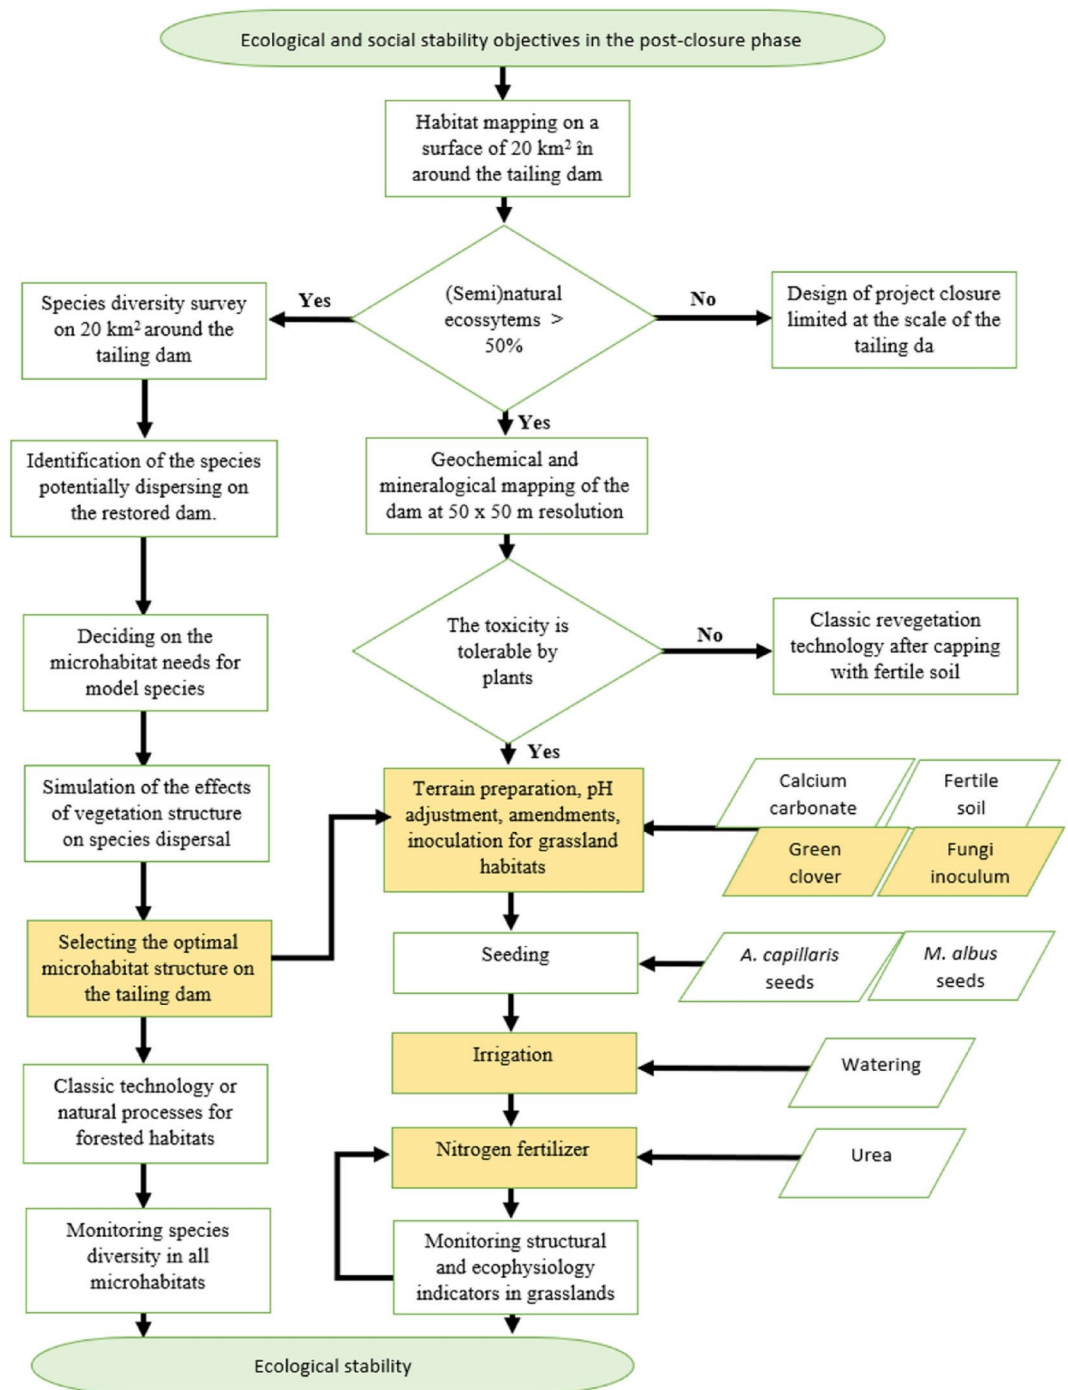 Ecological and social stability objectives in the post-closure phase
Habitat mapping on a
surface of 20 km² în
around the tailing dam
(Semi)natural
ecossytems >
50%
Yes
No
Species diversity survey
on 20 km² around the
tailing dam
Design of project closure
limited at the scale of the
tailing da
Yes
Identification of the species
potentially dispersing on
the restored dam.
Geochemical and
mineralogical mapping of the
dam at 50 x 50 m resolution
Deciding on the
microhabitat needs for
model species
The toxicity is
tolerable by
plants
No
Classic revegetation
technology after capping
with fertile soil
Yes
Simulation of the effects
of vegetation structure
on species dispersal
Terrain preparation, pH
adjustment, amendments,
inoculation for grassland
habitats
Calcium
carbonate
Fertile
soil
Green
clover
Fungi
inoculum
Selecting the optimal
microhabitat structure on
the tailing dam
Seeding
A. capillaris
seeds
M. albus
seeds
Irrigation
Watering
Classic technology or
natural processes for
forested habitats
Nitrogen fertilizer
Urea
Monitoring species
diversity in all
microhabitats
Monitoring structural
and ecophysiology
indicators in grasslands
Ecological stability